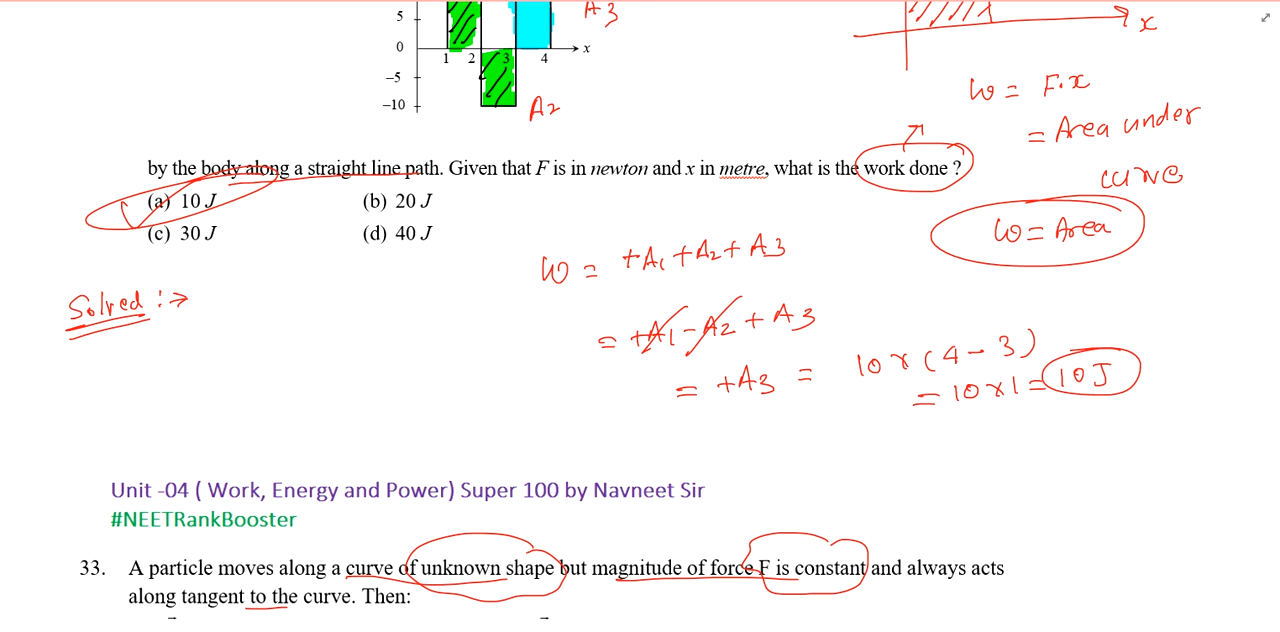 5
A3
x
0
x
1 2 3 4
−5
−10
A2
W = F.x
= Area under
curve
by the body along a straight line path. Given that F is in newton and x in metre, what is the work done ?
(a) 10 J (b) 20 J
(c) 30 J (d) 40 J
W = Area
W = +A1 + A2 + A3
= +A1 − A2 + A3
= +A3 = 10 x (4 - 3)
= 10 x 1 = 10 J
Solved :→
Unit -04 ( Work, Energy and Power) Super 100 by Navneet Sir
#NEETRankBooster
33. A particle moves along a curve of unknown shape but magnitude of force F is constant and always acts
along tangent to the curve. Then: